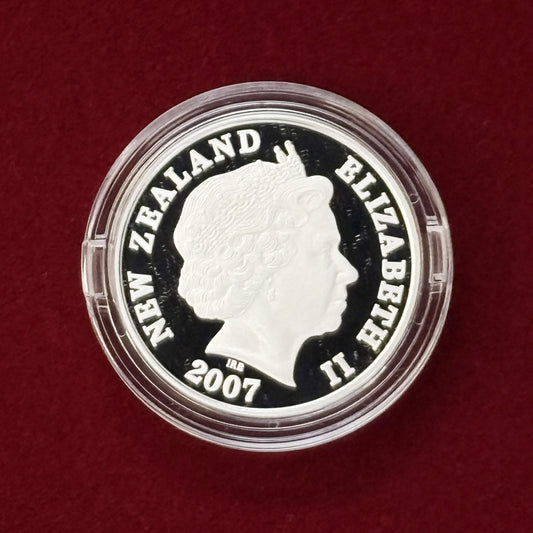 NEW ZEALAND
ELIZABETH II
IRB
2007